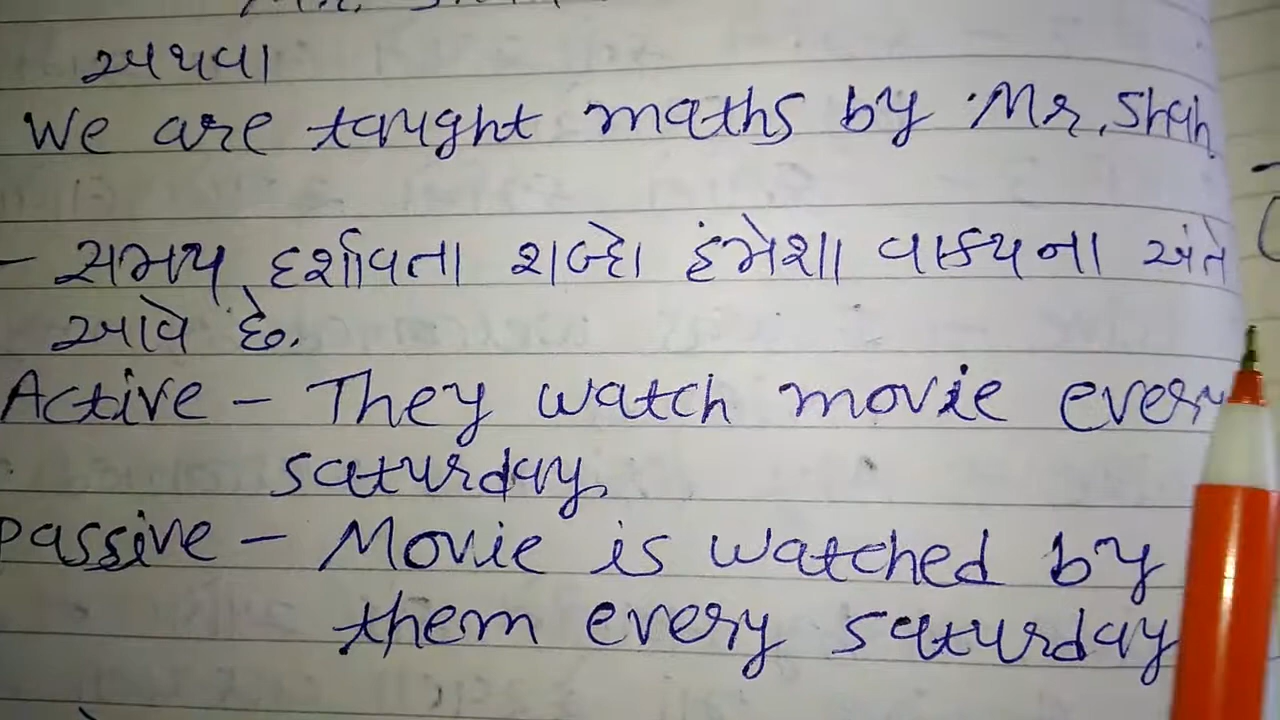 અથવા
We are taught maths by Mr. Shah.
- સમય દર્શાવતા શબ્દો હંમેશા વાક્યના અંતે
આવે છે.
Active - They watch movie every
saturday.
Passive - Movie is watched by
them every saturday